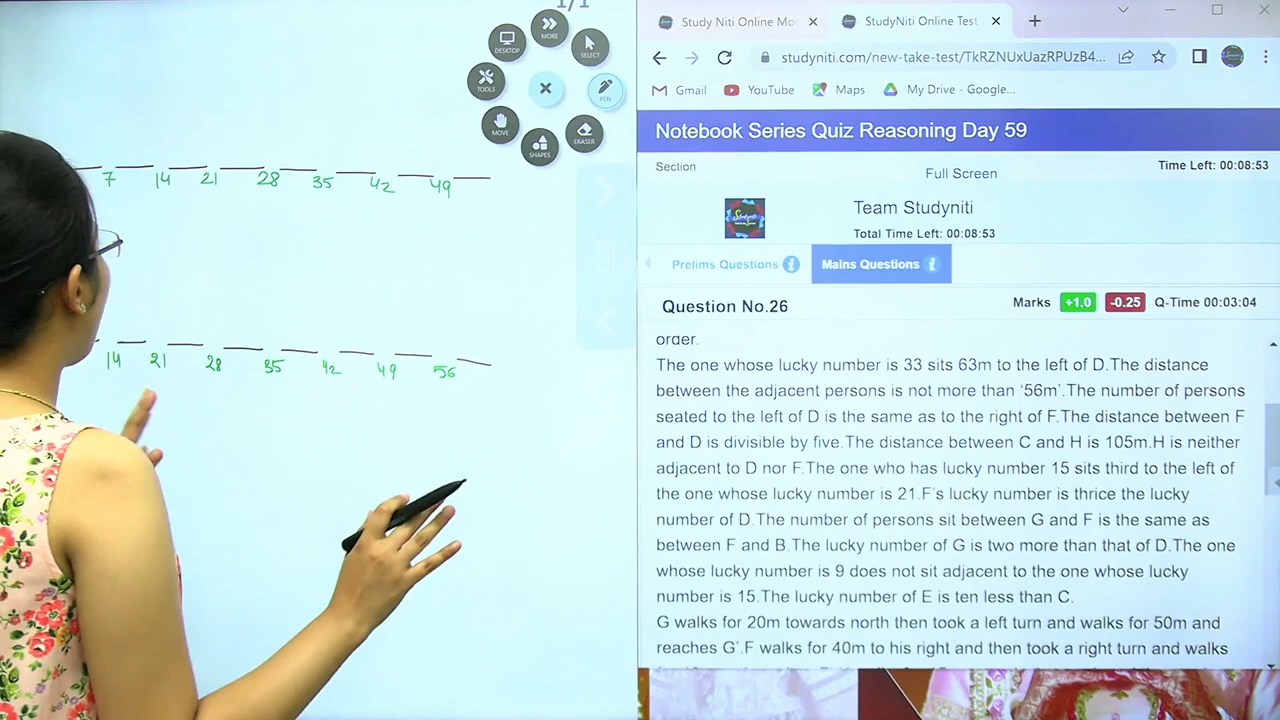 1/1
DESKTOP
MORE
SELECT
TOOLS
PEN
MOVE
SHAPES
ERASER
7 14 21 28 35 42 49
14 21 28 35 42 49 56
Study Niti Online Mo
StudyNiti Online Test
studyniti.com/new-take-test/TkRZNUxUazRPUzB4...
Gmail YouTube Maps My Drive - Google...
Notebook Series Quiz Reasoning Day 59
Section
Full Screen
Time Left: 00:08:53
Team Studyniti
Total Time Left: 00:08:53
Prelims Questions i Mains Questions i
Question No.26 Marks +1.0 -0.25 Q-Time 00:03:04
order.
The one whose lucky number is 33 sits 63m to the left of D.The distance
between the adjacent persons is not more than ‘56m’.The number of persons
seated to the left of D is the same as to the right of F.The distance between F
and D is divisible by five.The distance between C and H is 105m.H is neither
adjacent to D nor F.The one who has lucky number 15 sits third to the left of
the one whose lucky number is 21.F's lucky number is thrice the lucky
number of D.The number of persons sit between G and F is the same as
between F and B.The lucky number of G is two more than that of D.The one
whose lucky number is 9 does not sit adjacent to the one whose lucky
number is 15.The lucky number of E is ten less than C.
G walks for 20m towards north then took a left turn and walks for 50m and
reaches G’.F walks for 40m to his right and then took a right turn and walks